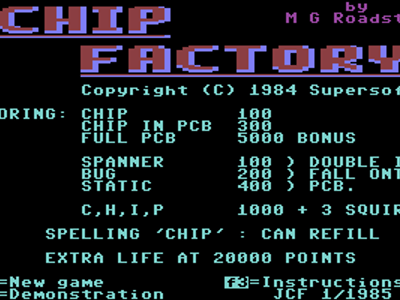 CHIP
by
M G Roadst
FACTORY
Copyright (C) 1984 Supersof
ORING: CHIP 100
CHIP IN PCB 300
FULL PCB 5000 BONUS
SPANNER 100 ) DOUBLE I
BUG 200 ) FALL ONT
STATIC 400 ) PCB.
C,H,I,P 1000 + 3 SQUIR
SPELLING 'CHIP' : CAN REFILL
EXTRA LIFE AT 20000 POINTS
=New game f3=Instructions
=Demonstration JCF 1/1985